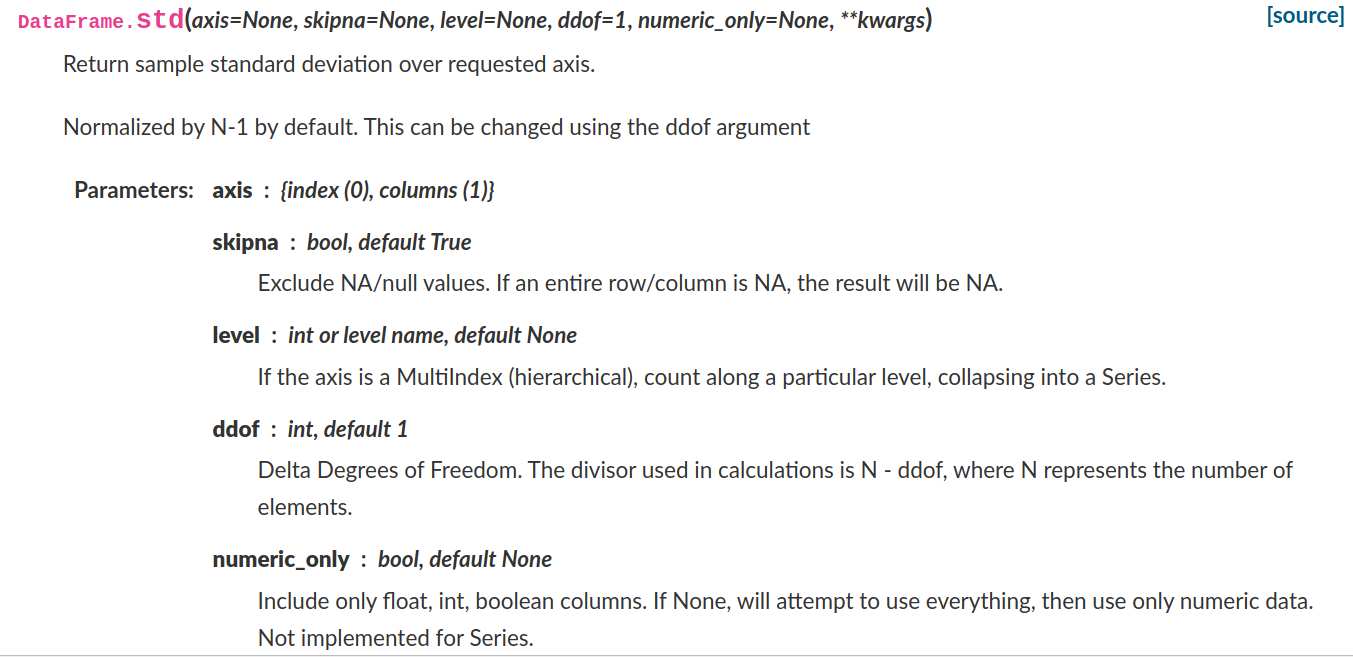 DataFrame.std(axis=None, skipna=None, level=None, ddof=1, numeric_only=None, **kwargs) [source]
Return sample standard deviation over requested axis.
Normalized by N-1 by default. This can be changed using the ddof argument
Parameters: axis : {index (0), columns (1)}
skipna : bool, default True
Exclude NA/null values. If an entire row/column is NA, the result will be NA.
level : int or level name, default None
If the axis is a MultiIndex (hierarchical), count along a particular level, collapsing into a Series.
ddof : int, default 1
Delta Degrees of Freedom. The divisor used in calculations is N - ddof, where N represents the number of
elements.
numeric_only : bool, default None
Include only float, int, boolean columns. If None, will attempt to use everything, then use only numeric data.
Not implemented for Series.